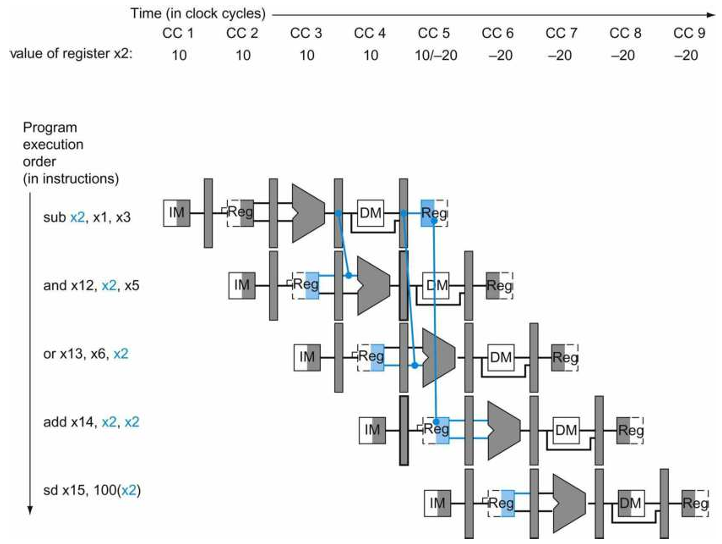 Time (in clock cycles)
CC 1 CC 2 CC 3 CC 4 CC 5 CC 6 CC 7 CC 8 CC 9
value of register x2: 10 10 10 10 10/–20 –20 –20 –20 –20
Program
execution
order
(in instructions)
sub x2, x1, x3
IM Reg DM Reg
and x12, x2, x5
IM Reg DM Reg
or x13, x6, x2
IM Reg DM Reg
add x14, x2, x2
IM Reg DM Reg
sd x15, 100(x2)
IM Reg DM Reg